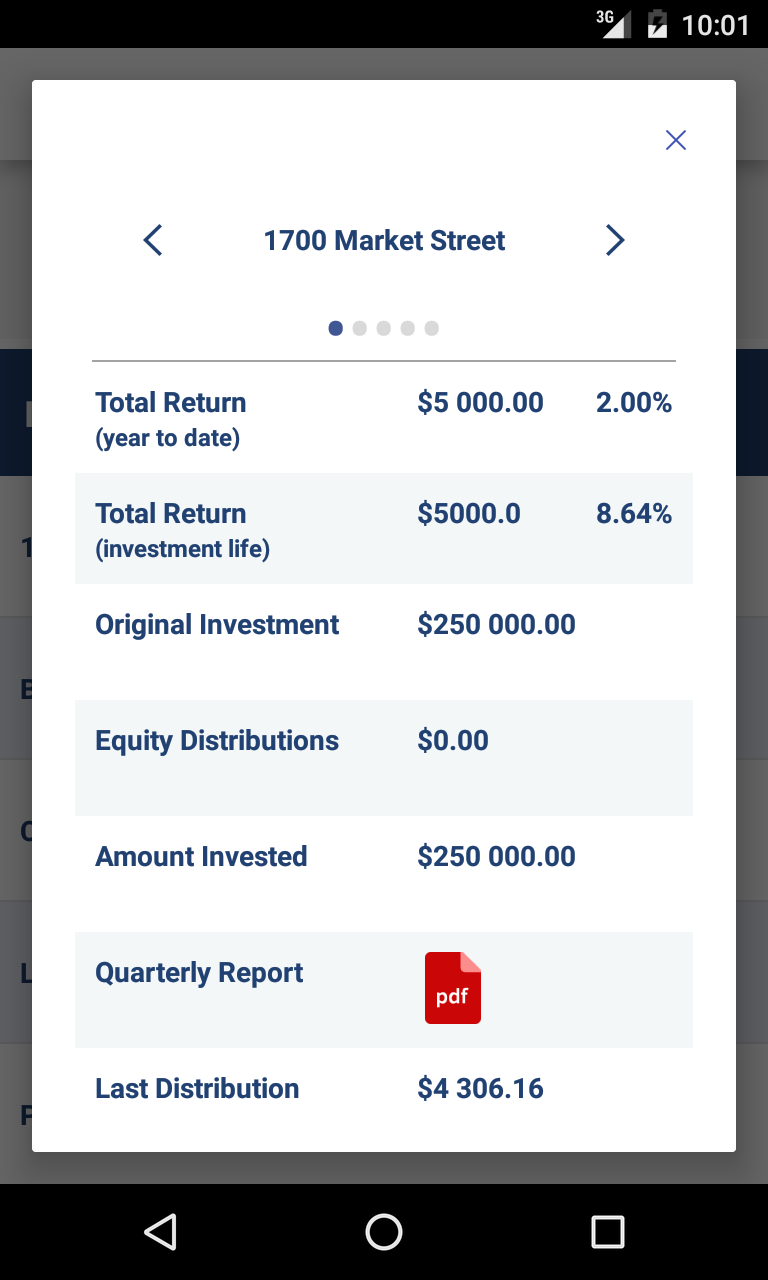 3G 10:01
1700 Market Street
Total Return $5 000.00 2.00%
(year to date)
Total Return $5000.0 8.64%
(investment life)
Original Investment $250 000.00
Equity Distributions $0.00
Amount Invested $250 000.00
Quarterly Report pdf
Last Distribution $4 306.16